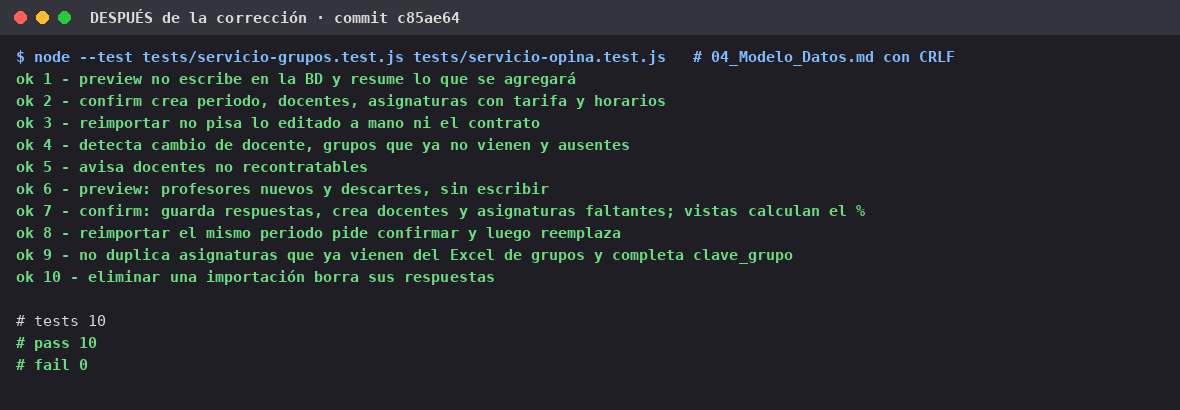 DESPUÉS de la corrección · commit c85ae64
$ node --test tests/servicio-grupos.test.js tests/servicio-opina.test.js   # 04_Modelo_Datos.md con CRLF
ok 1 - preview no escribe en la BD y resume lo que se agregará
ok 2 - confirm crea periodo, docentes, asignaturas con tarifa y horarios
ok 3 - reimportar no pisa lo editado a mano ni el contrato
ok 4 - detecta cambio de docente, grupos que ya no vienen y ausentes
ok 5 - avisa docentes no recontratables
ok 6 - preview: profesores nuevos y descartes, sin escribir
ok 7 - confirm: guarda respuestas, crea docentes y asignaturas faltantes; vistas calculan el %
ok 8 - reimportar el mismo periodo pide confirmar y luego reemplaza
ok 9 - no duplica asignaturas que ya vienen del Excel de grupos y completa clave_grupo
ok 10 - eliminar una importación borra sus respuestas
# tests 10
# pass 10
# fail 0